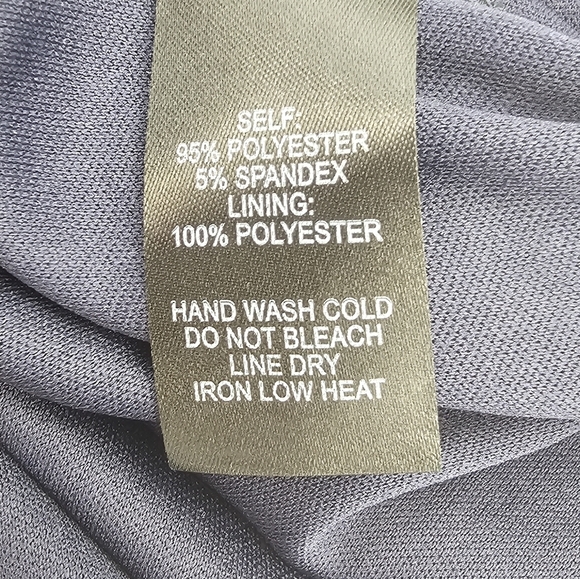 SELF:
95% POLYESTER
5% SPANDEX
LINING:
100% POLYESTER
HAND WASH COLD
DO NOT BLEACH
LINE DRY
IRON LOW HEAT